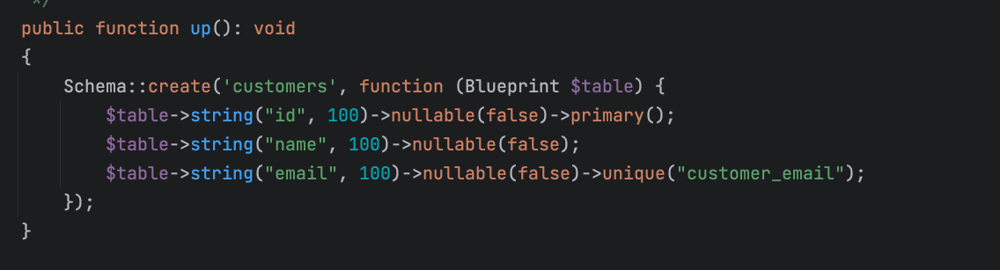 */
public function up(): void
{
Schema::create('customers', function (Blueprint $table) {
$table->string("id", 100)->nullable(false)->primary();
$table->string("name", 100)->nullable(false);
$table->string("email", 100)->nullable(false)->unique("customer_email");
});
}